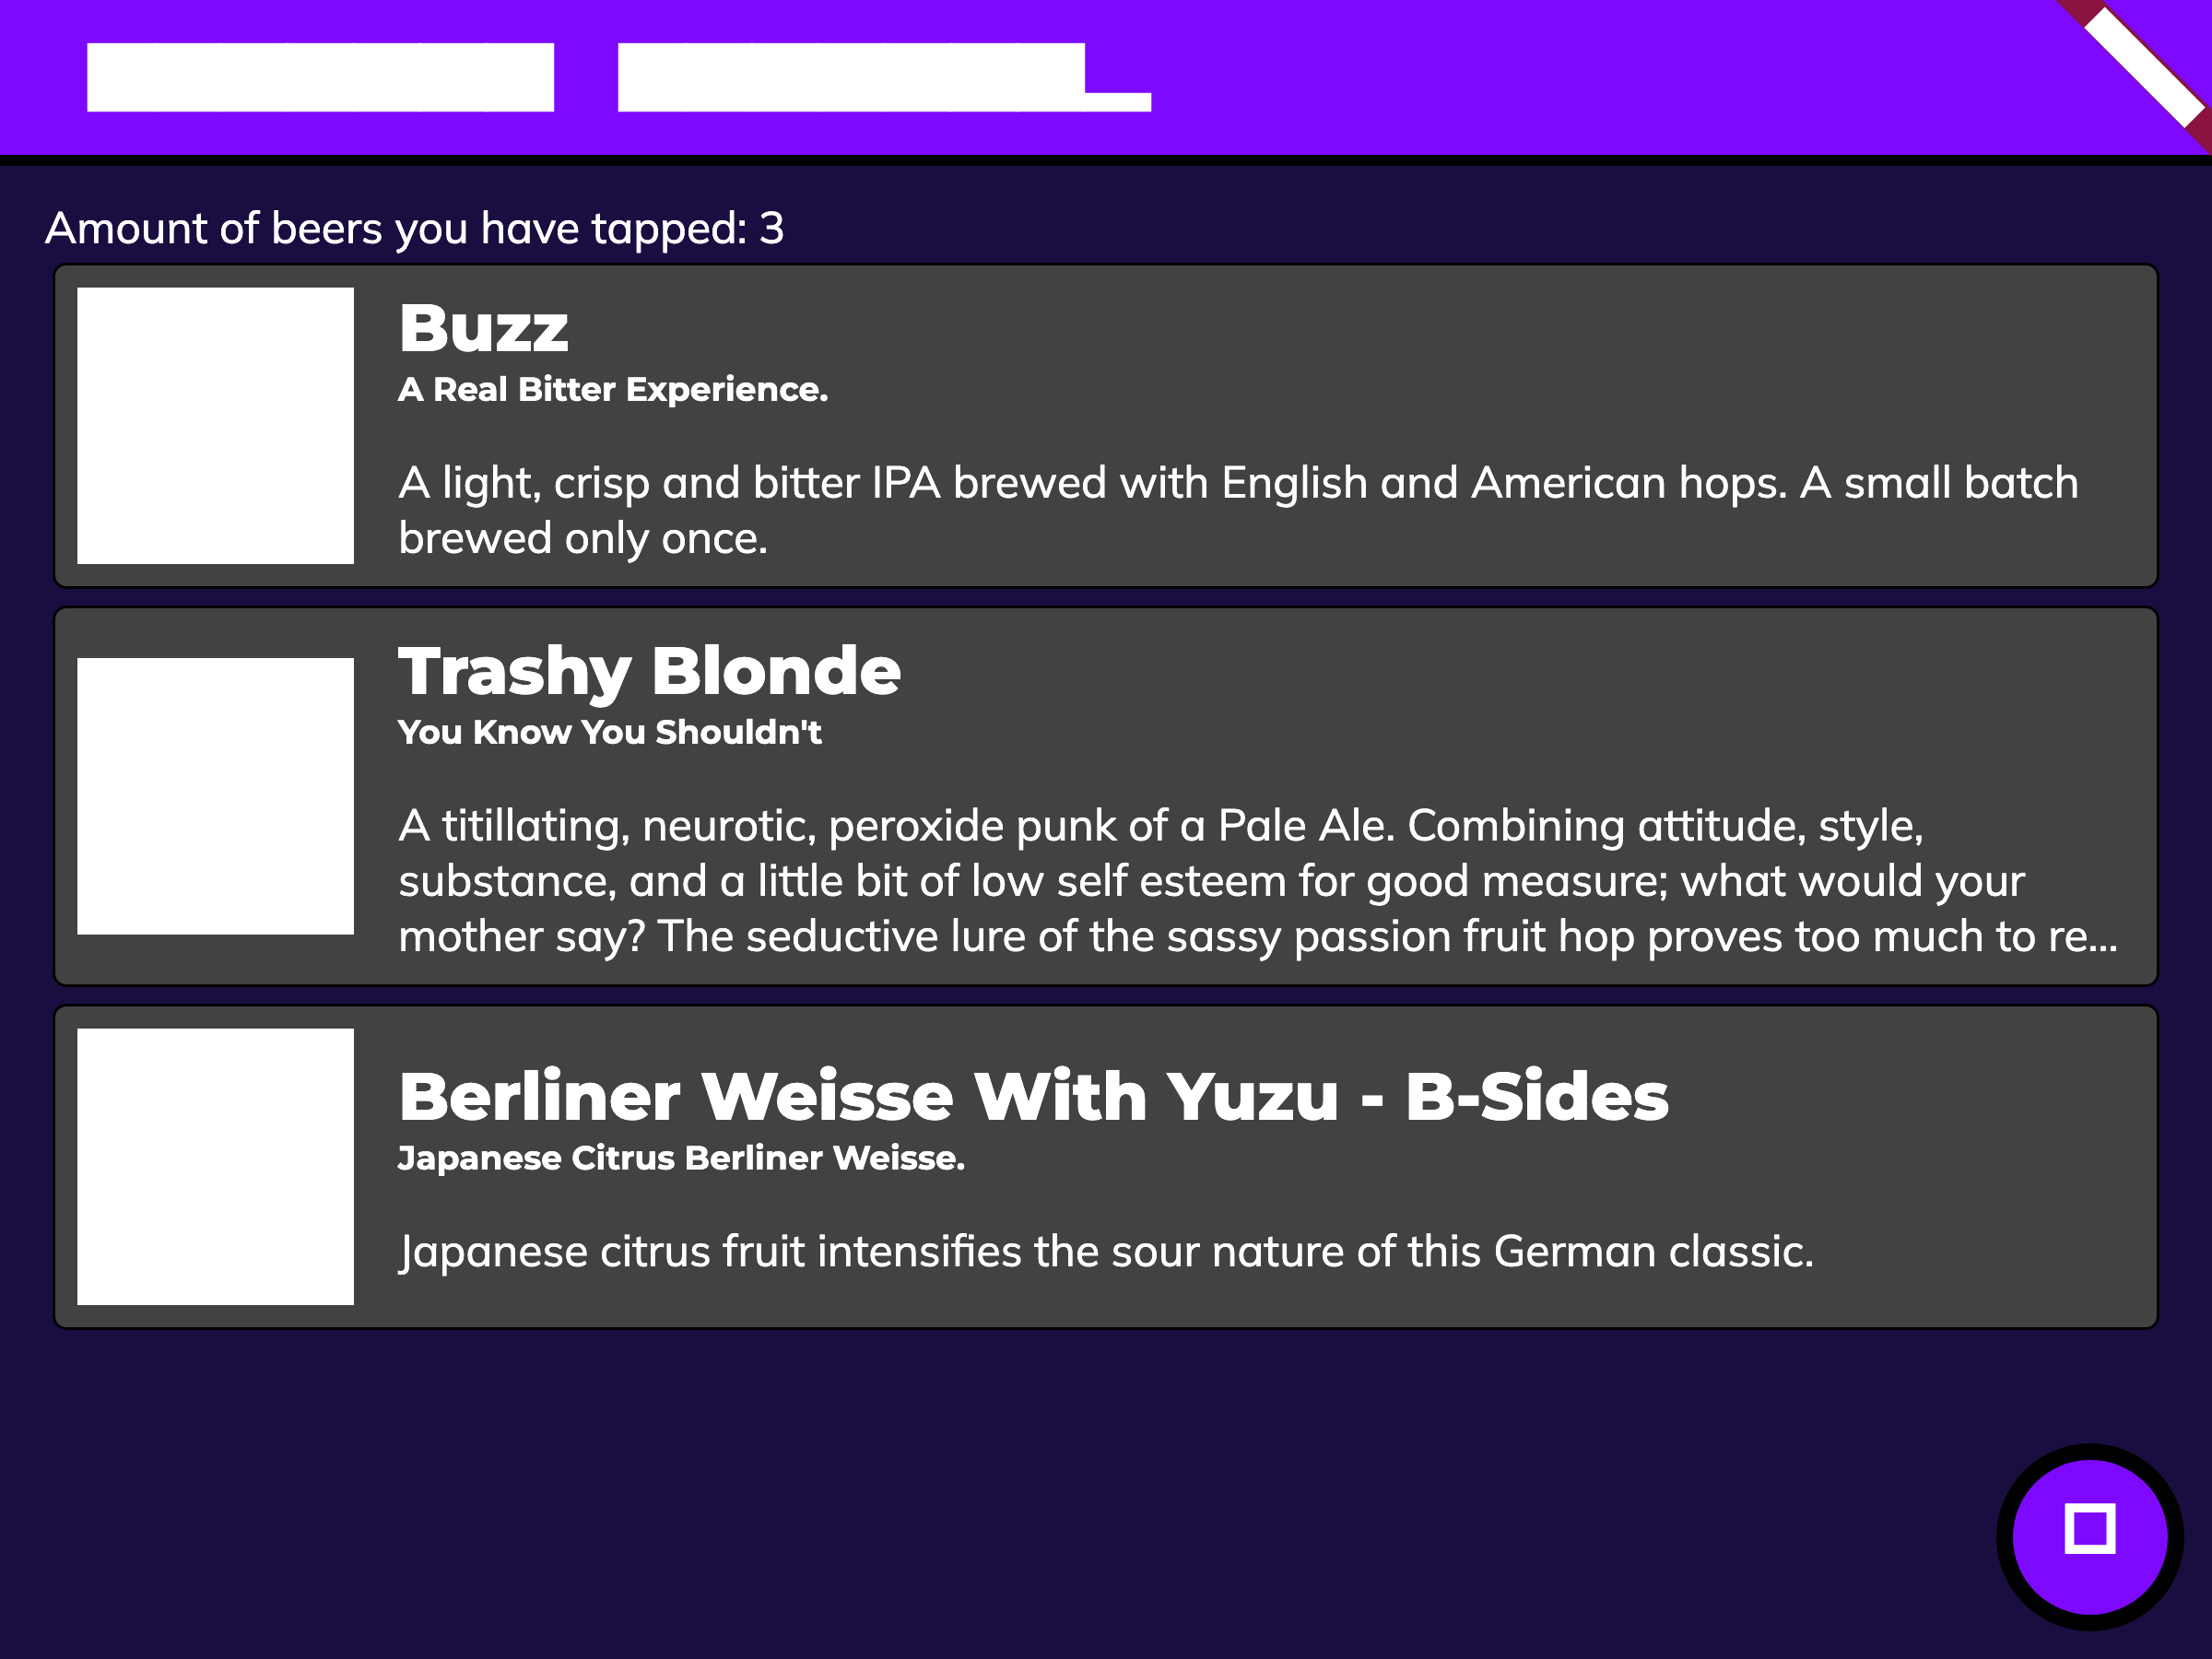 Amount of beers you have tapped: 3
Buzz
A Real Bitter Experience.
A light, crisp and bitter IPA brewed with English and American hops. A small batch
brewed only once.
Trashy Blonde
You Know You Shouldn't
A titillating, neurotic, peroxide punk of a Pale Ale. Combining attitude, style,
substance, and a little bit of low self esteem for good measure; what would your
mother say? The seductive lure of the sassy passion fruit hop proves too much to re...
Berliner Weisse With Yuzu - B-Sides
Japanese Citrus Berliner Weisse.
Japanese citrus fruit intensifies the sour nature of this German classic.